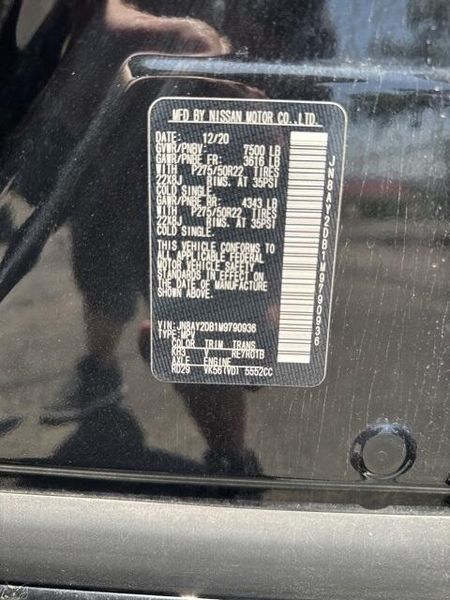 MFD BY NISSAN MOTOR CO.,LTD.
DATE: 12/20
GVWR/PNBV: 7500 LB
GAWR/PNBE FR: 3616 LB
WITH P275/50R22 TIRES
22X8J RIMS, AT 35PSI
COLD SINGLE-
GAWR/PNBE RR: 4343 LB
WITH P275/50R22 TIRES
22X8J RIMS, AT 35PSI
COLD SINGLE-
THIS VEHICLE CONFORMS TO
ALL APPLICABLE FEDERAL
MOTOR VEHICLE SAFETY
STANDARDS IN EFFECT ON
THE DATE OF MANUFACTURE
SHOWN ABOVE.
VIN: JN8AY2DB1M9790936
TYPE: MPV
COLOR TRIM TRANS
KH3 V RE7R01B
AXLE ENGINE
RD29 VK56(VD) 5552CC
JN8AY2DB1M9790936